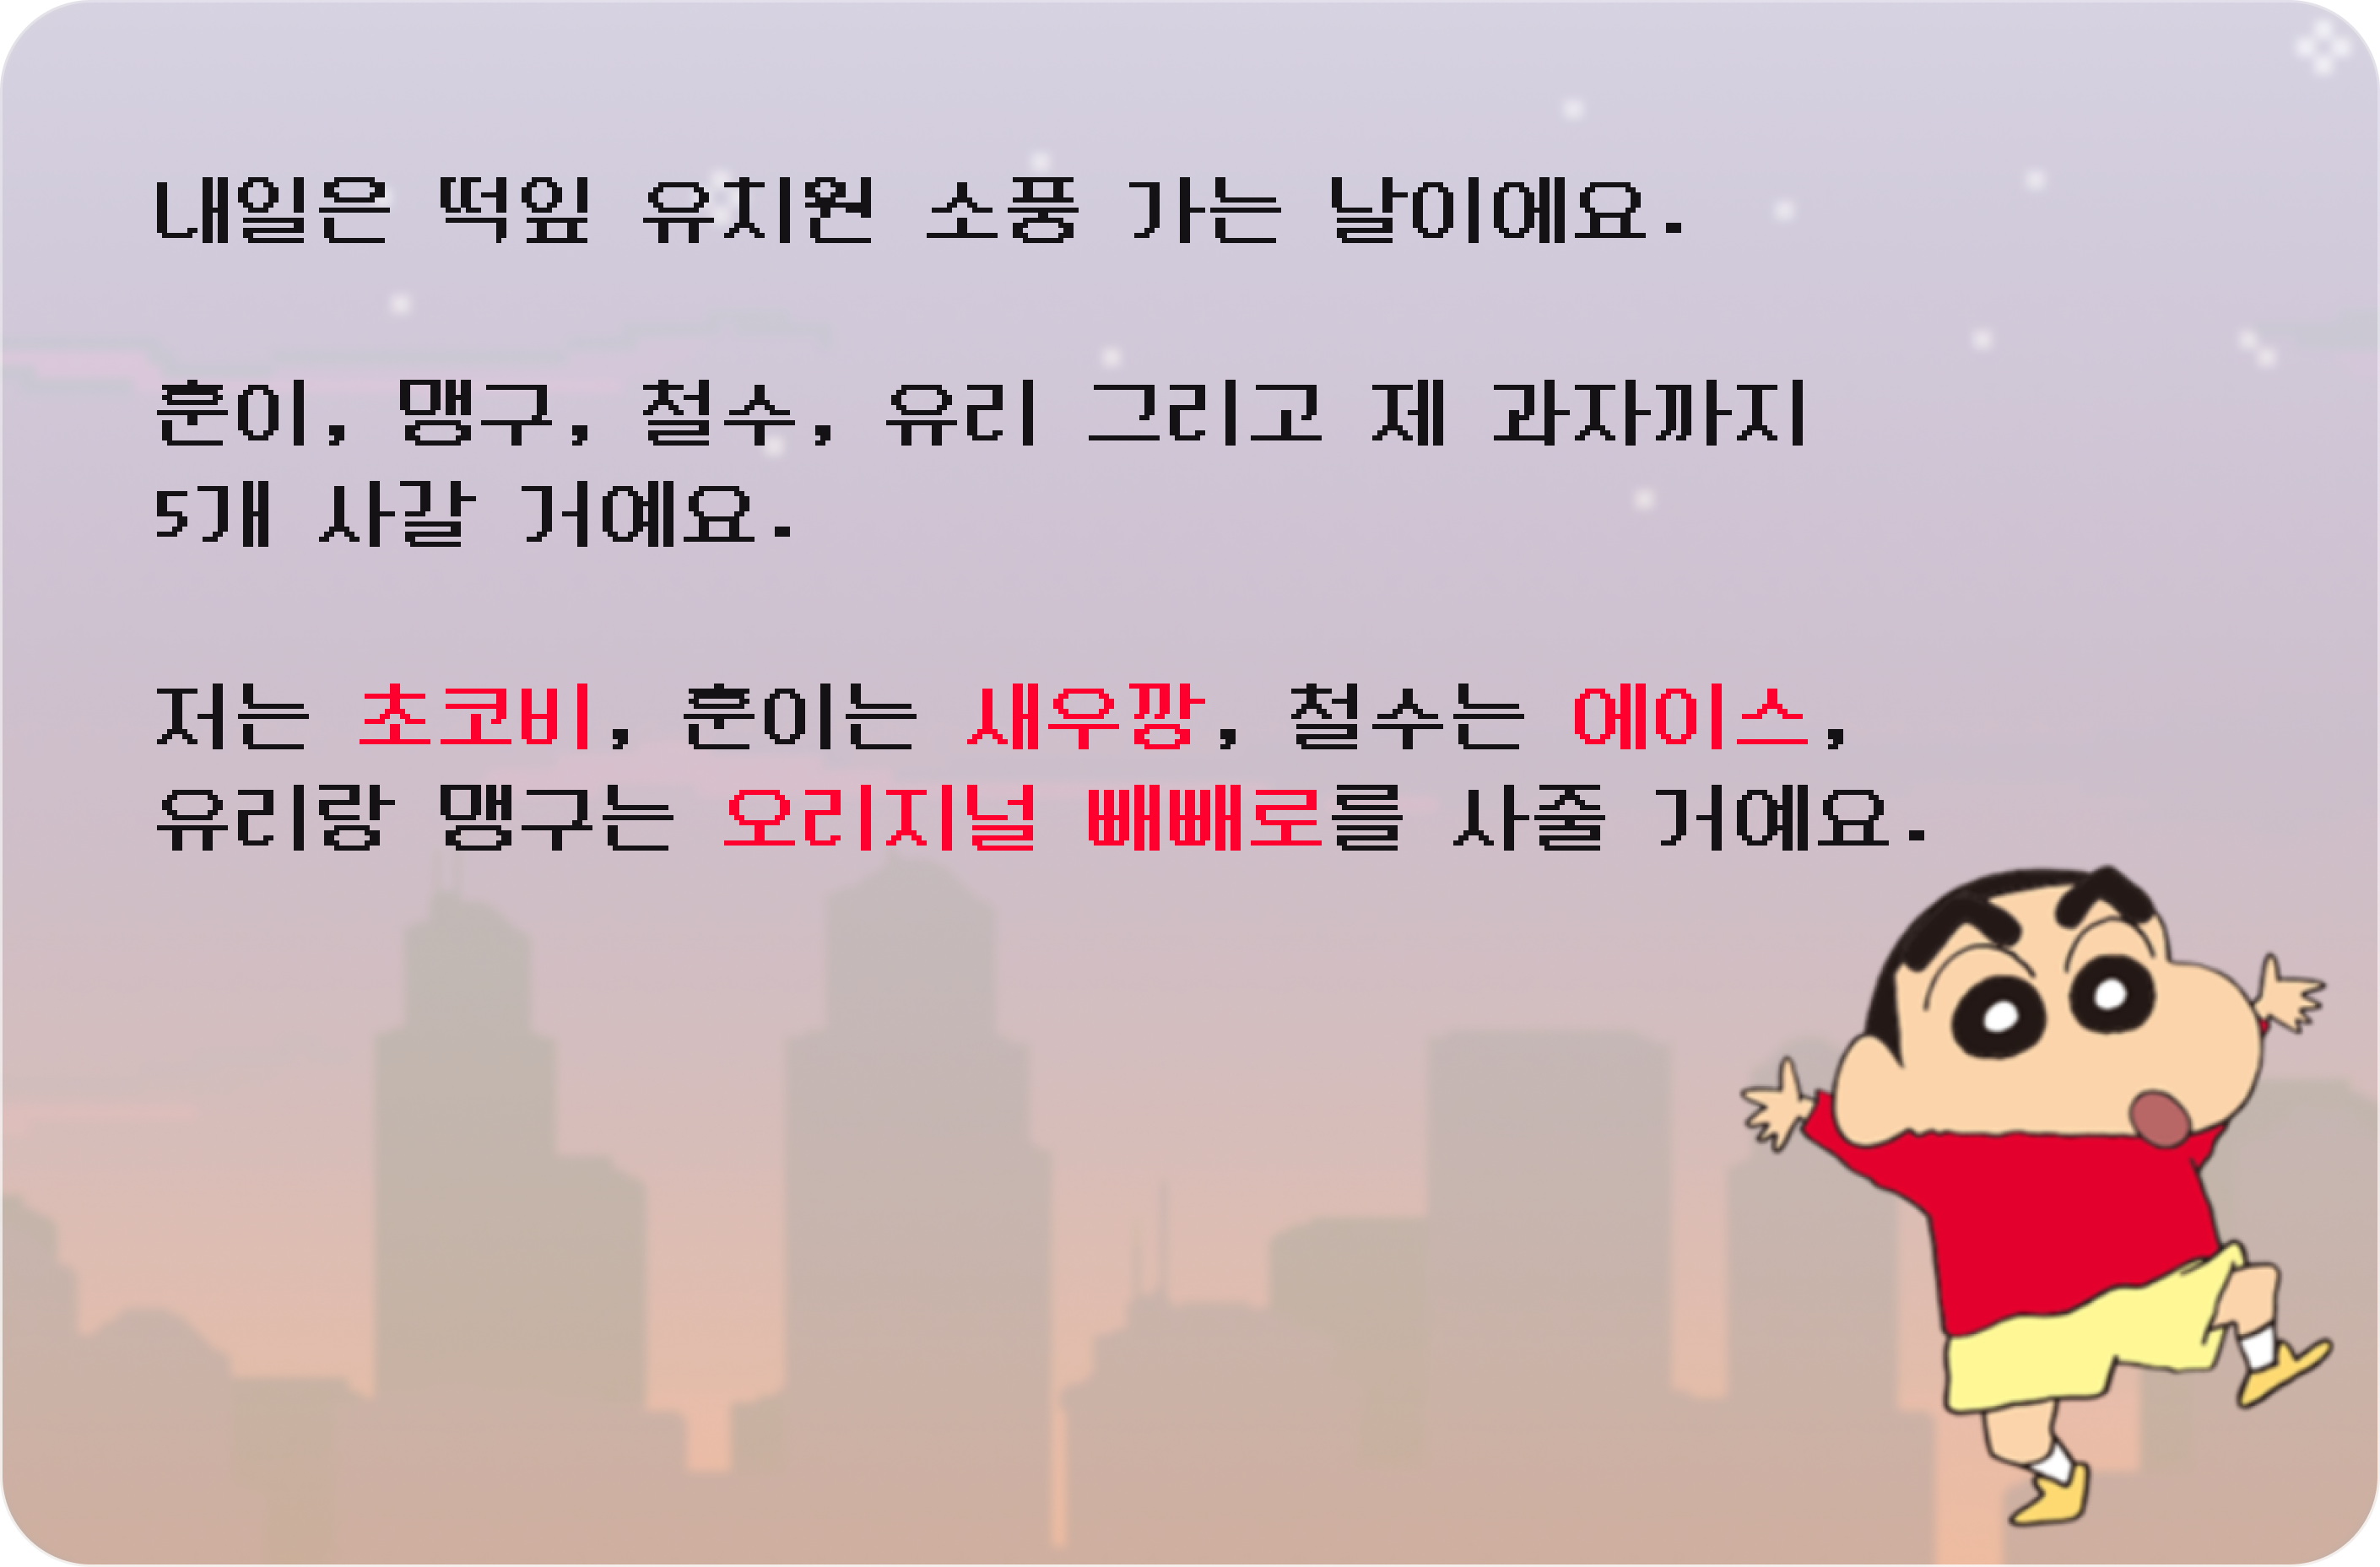 내일은 떡잎 유치원 소풍 가는 날이에요.
훈이, 맹구, 철수, 유리 그리고 제 과자까지
5개 사갈 거예요.
저는 초코비, 훈이는 새우깡, 철수는 에이스,
유리랑 맹구는 오리지널 빼빼로를 사줄 거예요.